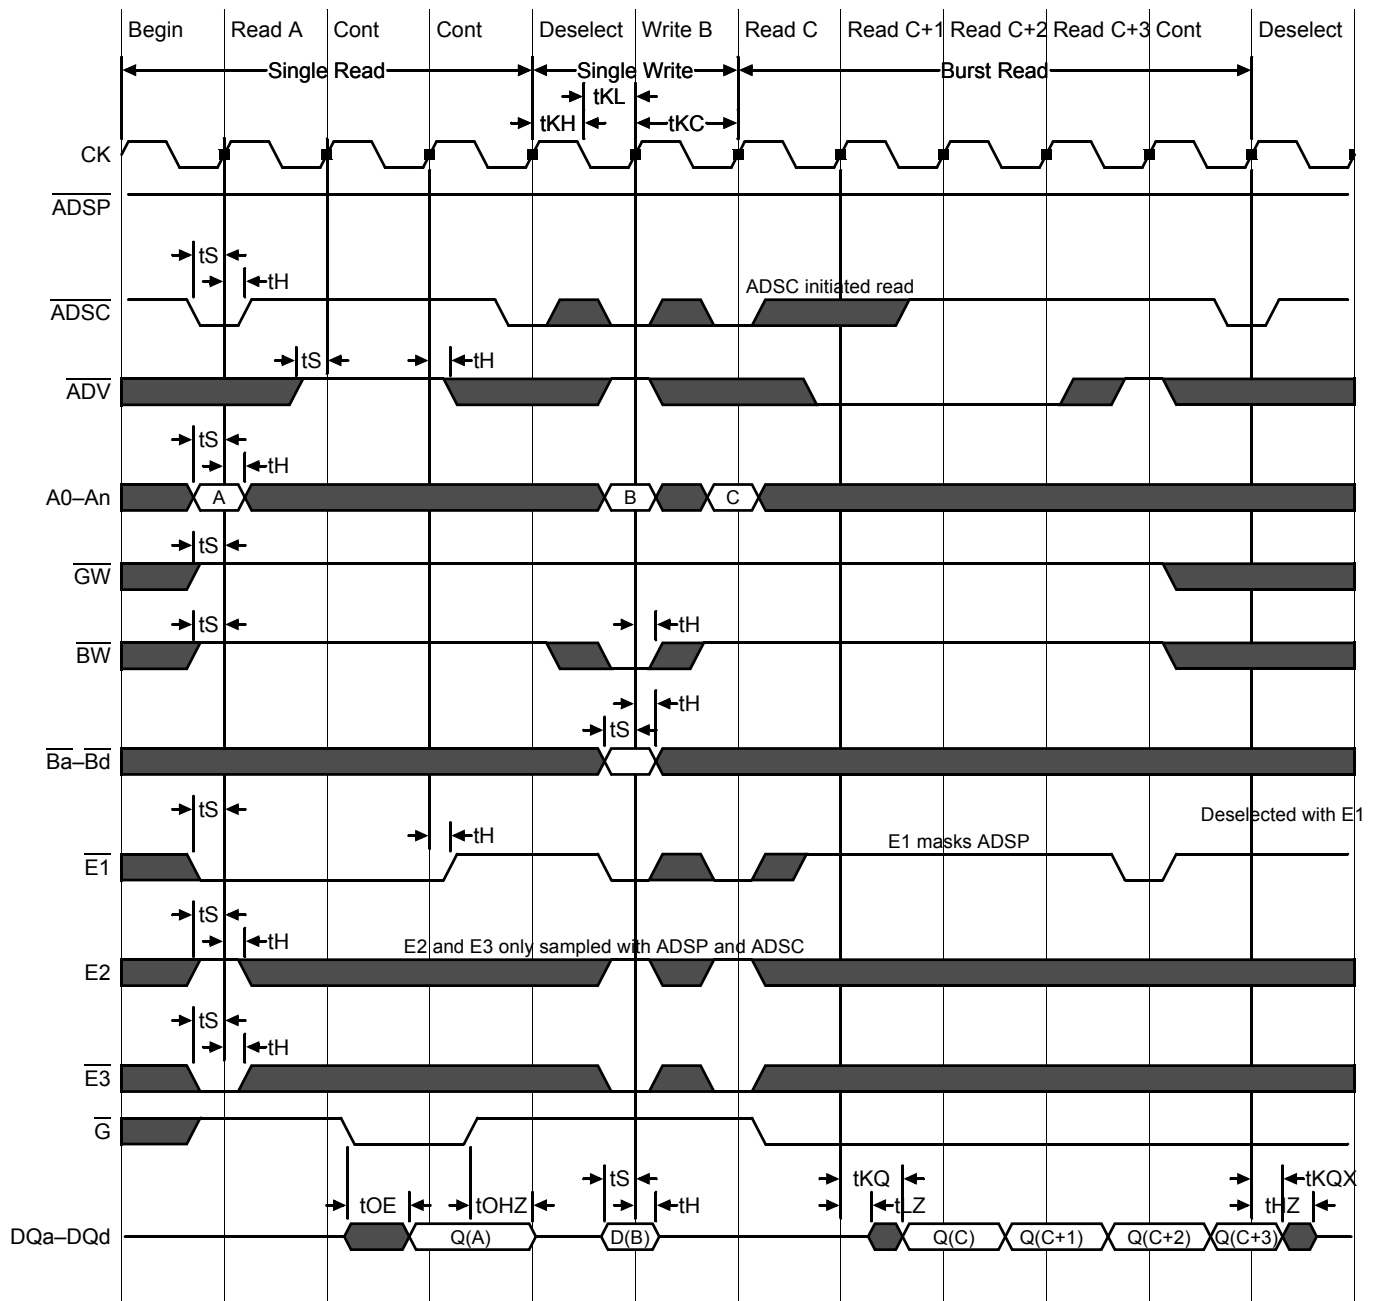 Begin Read A Cont Cont Deselect Write B Read C Read C+1 Read C+2 Read C+3 Cont Deselect
Single Read Single Write Burst Read
tKL
tKH tKC
CK
ADSP
tS
tH
ADSC initiated read
ADSC
tS tH
ADV
tS
tH
A0–An A B C
tS
GW
tS tH
BW
tH
tS
Ba–Bd
tS
Deselected with E1
tH E1 masks ADSP
E1
tS
tH E2 and E3 only sampled with ADSP and ADSC
E2
tS
tH
E3
G
tS tKQ tKQX
tOE tOHZ tH tLZ tHZ
DQa–DQd Q(A) D(B) Q(C) Q(C+1) Q(C+2) Q(C+3)